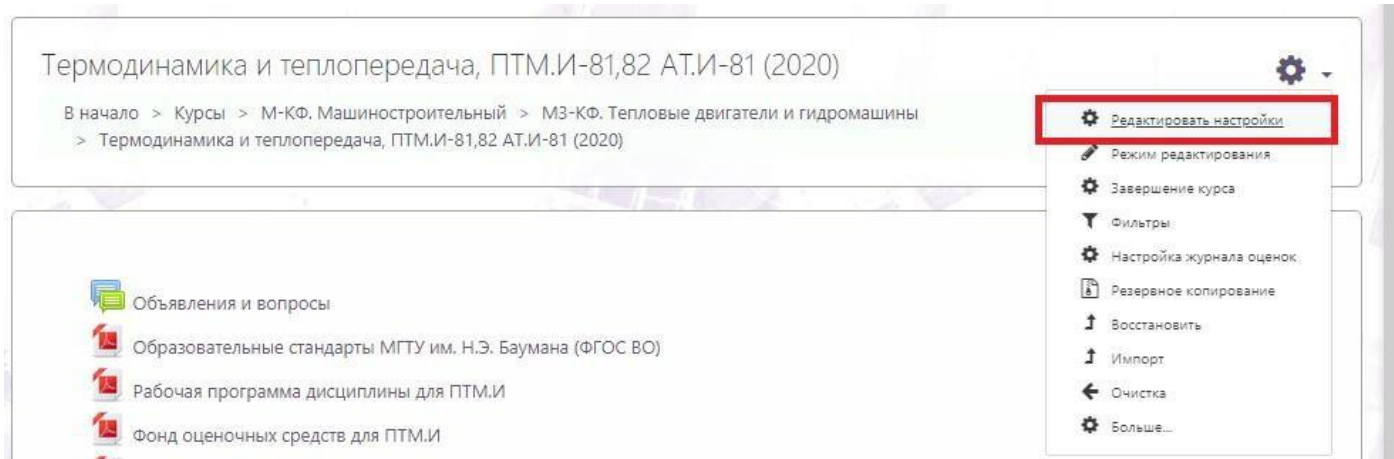 Термодинамика и теплопередача, ПТМ.И-81,82 АТ.И-81 (2020)
В начало > Курсы > М-КФ. Машиностроительный > М3-КФ. Тепловые двигатели и гидромашины
> Термодинамика и теплопередача, ПТМ.И-81,82 АТ.И-81 (2020)
Редактировать настройки
Режим редактирования
Завершение курса
Фильтры
Настройка журнала оценок
Резервное копирование
Восстановить
Импорт
Очистка
Больше...
Объявления и вопросы
Образовательные стандарты МГТУ им. Н.Э. Баумана (ФГОС ВО)
Рабочая программа дисциплины для ПТМ.И
Фонд оценочных средств для ПТМ.И